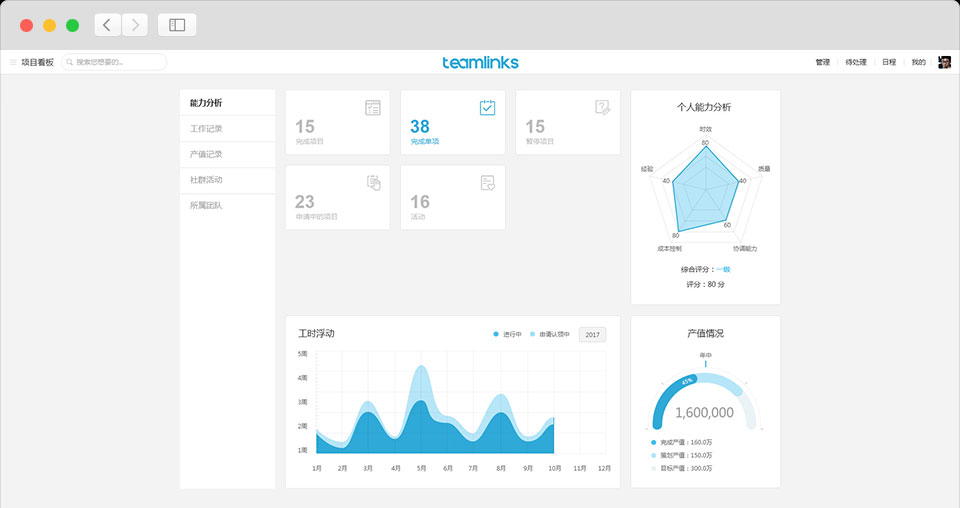 项目看板
搜索您想要的...
teamlinks
管理
待处理
日程
我的
能力分析
工作记录
产值记录
社群活动
所属团队
15
完成项目
38
完成单项
15
暂停项目
23
申请中的项目
16
活动
个人能力分析
时效
80
经验
40
40
质量
80
60
成本控制
协调能力
综合评分：一级
评分：80 分
工时浮动
进行中
申请认领中
2017
5周
4周
3周
2周
1周
1月 2月 3月 4月 5月 6月 7月 8月 9月 10月 11月 12月
产值情况
年中
45%
1,600,000
完成产值：160.0万
策划产值：150.0万
目标产值：300.0万